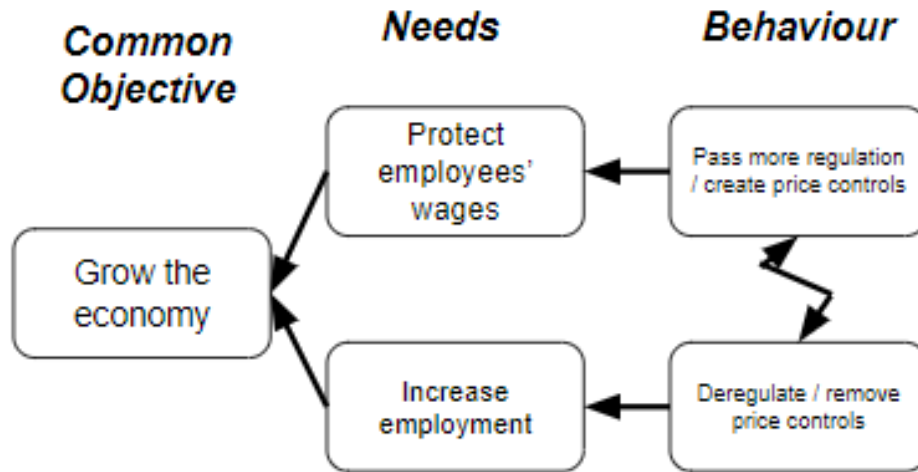 Common
Objective
Needs
Behaviour
Protect
employees’
wages
Pass more regulation
/ create price controls
Grow the
economy
Increase
employment
Deregulate / remove
price controls